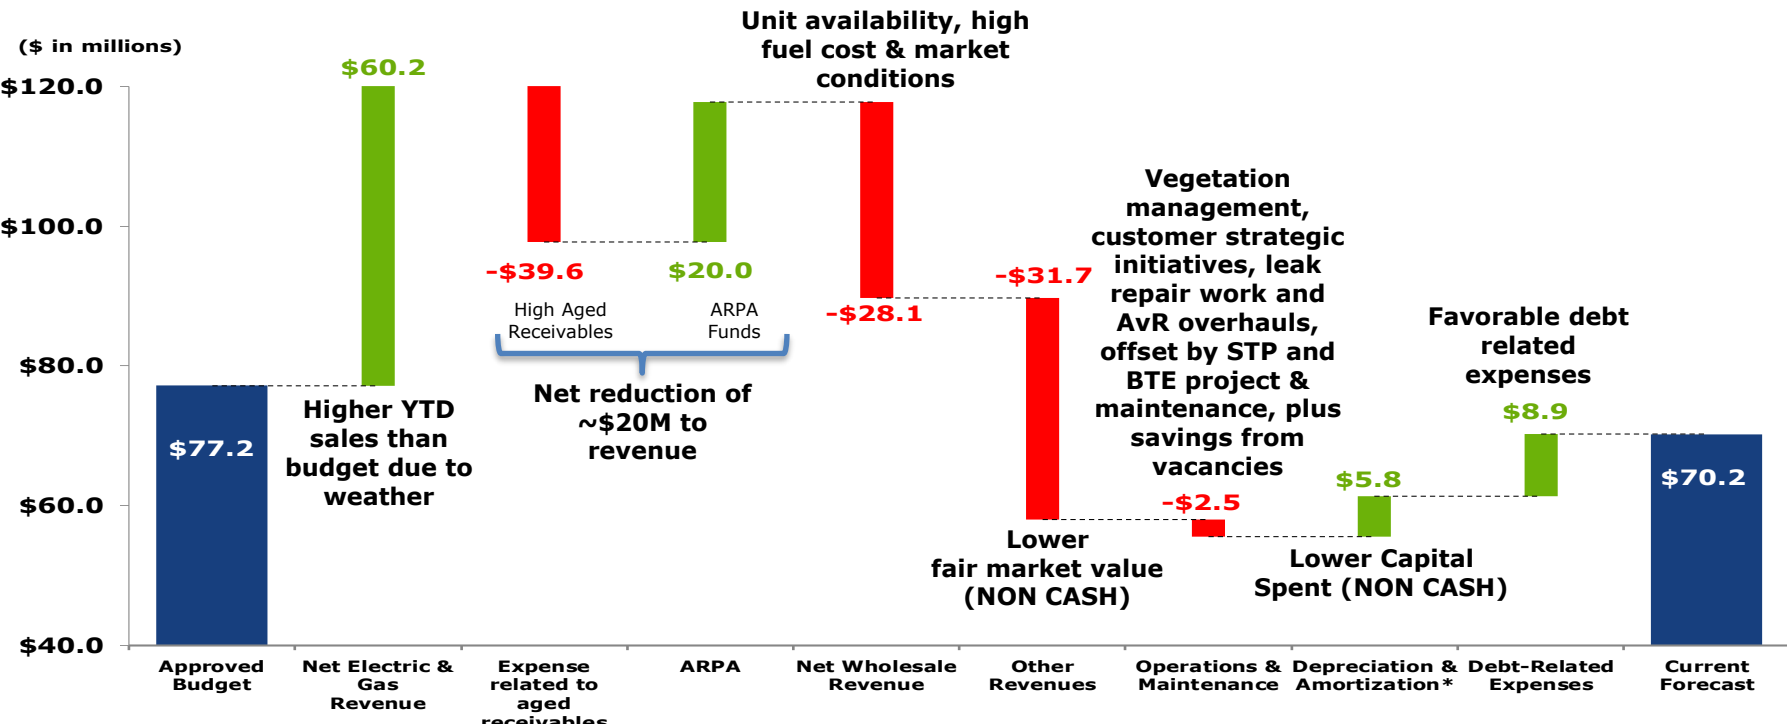 ($ in millions)
$120.0
$100.0
$80.0
$60.0
$40.0
$77.2
$60.2
Higher YTD
sales than
budget due to
weather
-$39.6
High Aged
Receivables
$20.0
ARPA
Funds
Net reduction of
~$20M to
revenue
Unit availability, high
fuel cost & market
conditions
-$28.1
-$31.7
Lower
fair market value
(NON CASH)
Vegetation
management,
customer strategic
initiatives, leak
repair work and
AvR overhauls,
offset by STP and
BTE project &
maintenance, plus
savings from
vacancies
-$2.5
$5.8
Lower Capital
Spent (NON CASH)
Favorable debt
related
expenses
$8.9
$70.2
Approved
Budget
Net Electric &
Gas
Revenue
Expense
related to
aged
receivables
ARPA
Net Wholesale
Revenue
Other
Revenues
Operations &
Maintenance
Depreciation &
Amortization*
Debt-Related
Expenses
Current
Forecast